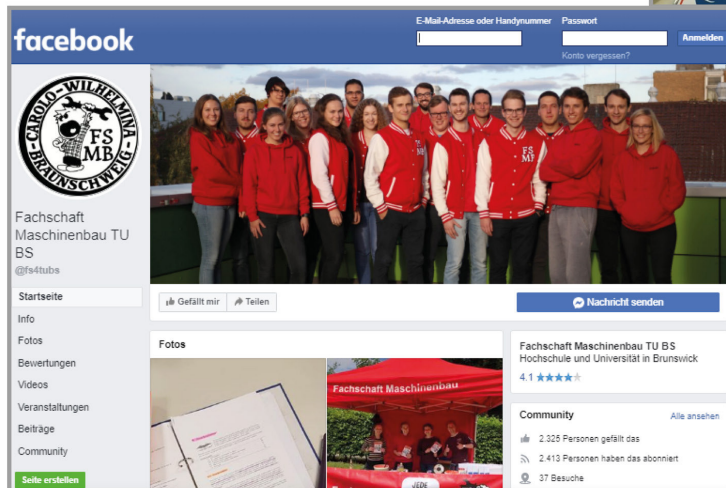 facebook
E-Mail-Adresse oder Handynummer
Passwort
Anmelden
Konto vergessen?
CAROLO-WILHELMINA
BRAUNSCHWEIG
FS
MB
FS
MB
Fachschaft
Maschinenbau TU
BS
@fs4tubs
Startseite
Info
Fotos
Bewertungen
Videos
Veranstaltungen
Beiträge
Community
Seite erstellen
Gefällt mir
Teilen
Nachricht senden
Fotos
Fachschaft Maschinenbau
JEDE
Fachschaft Maschinenbau TU BS
Hochschule und Universität in Brunswick
4.1 ★★★★☆
Community
Alle ansehen
2.325 Personen gefällt das
2.413 Personen haben das abonniert
37 Besuche